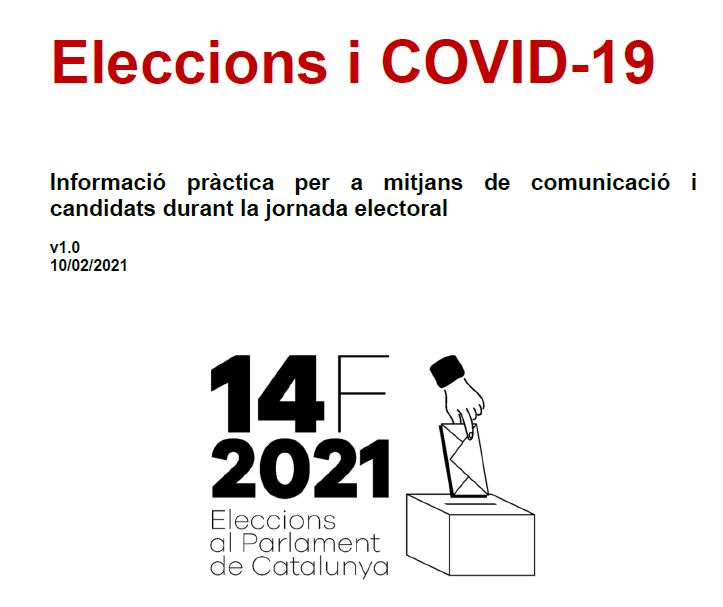 Eleccions i COVID-19
Informació pràctica per a mitjans de comunicació i
candidats durant la jornada electoral
v1.0
10/02/2021
14F
2021
Eleccions
al Parlament
de Catalunya